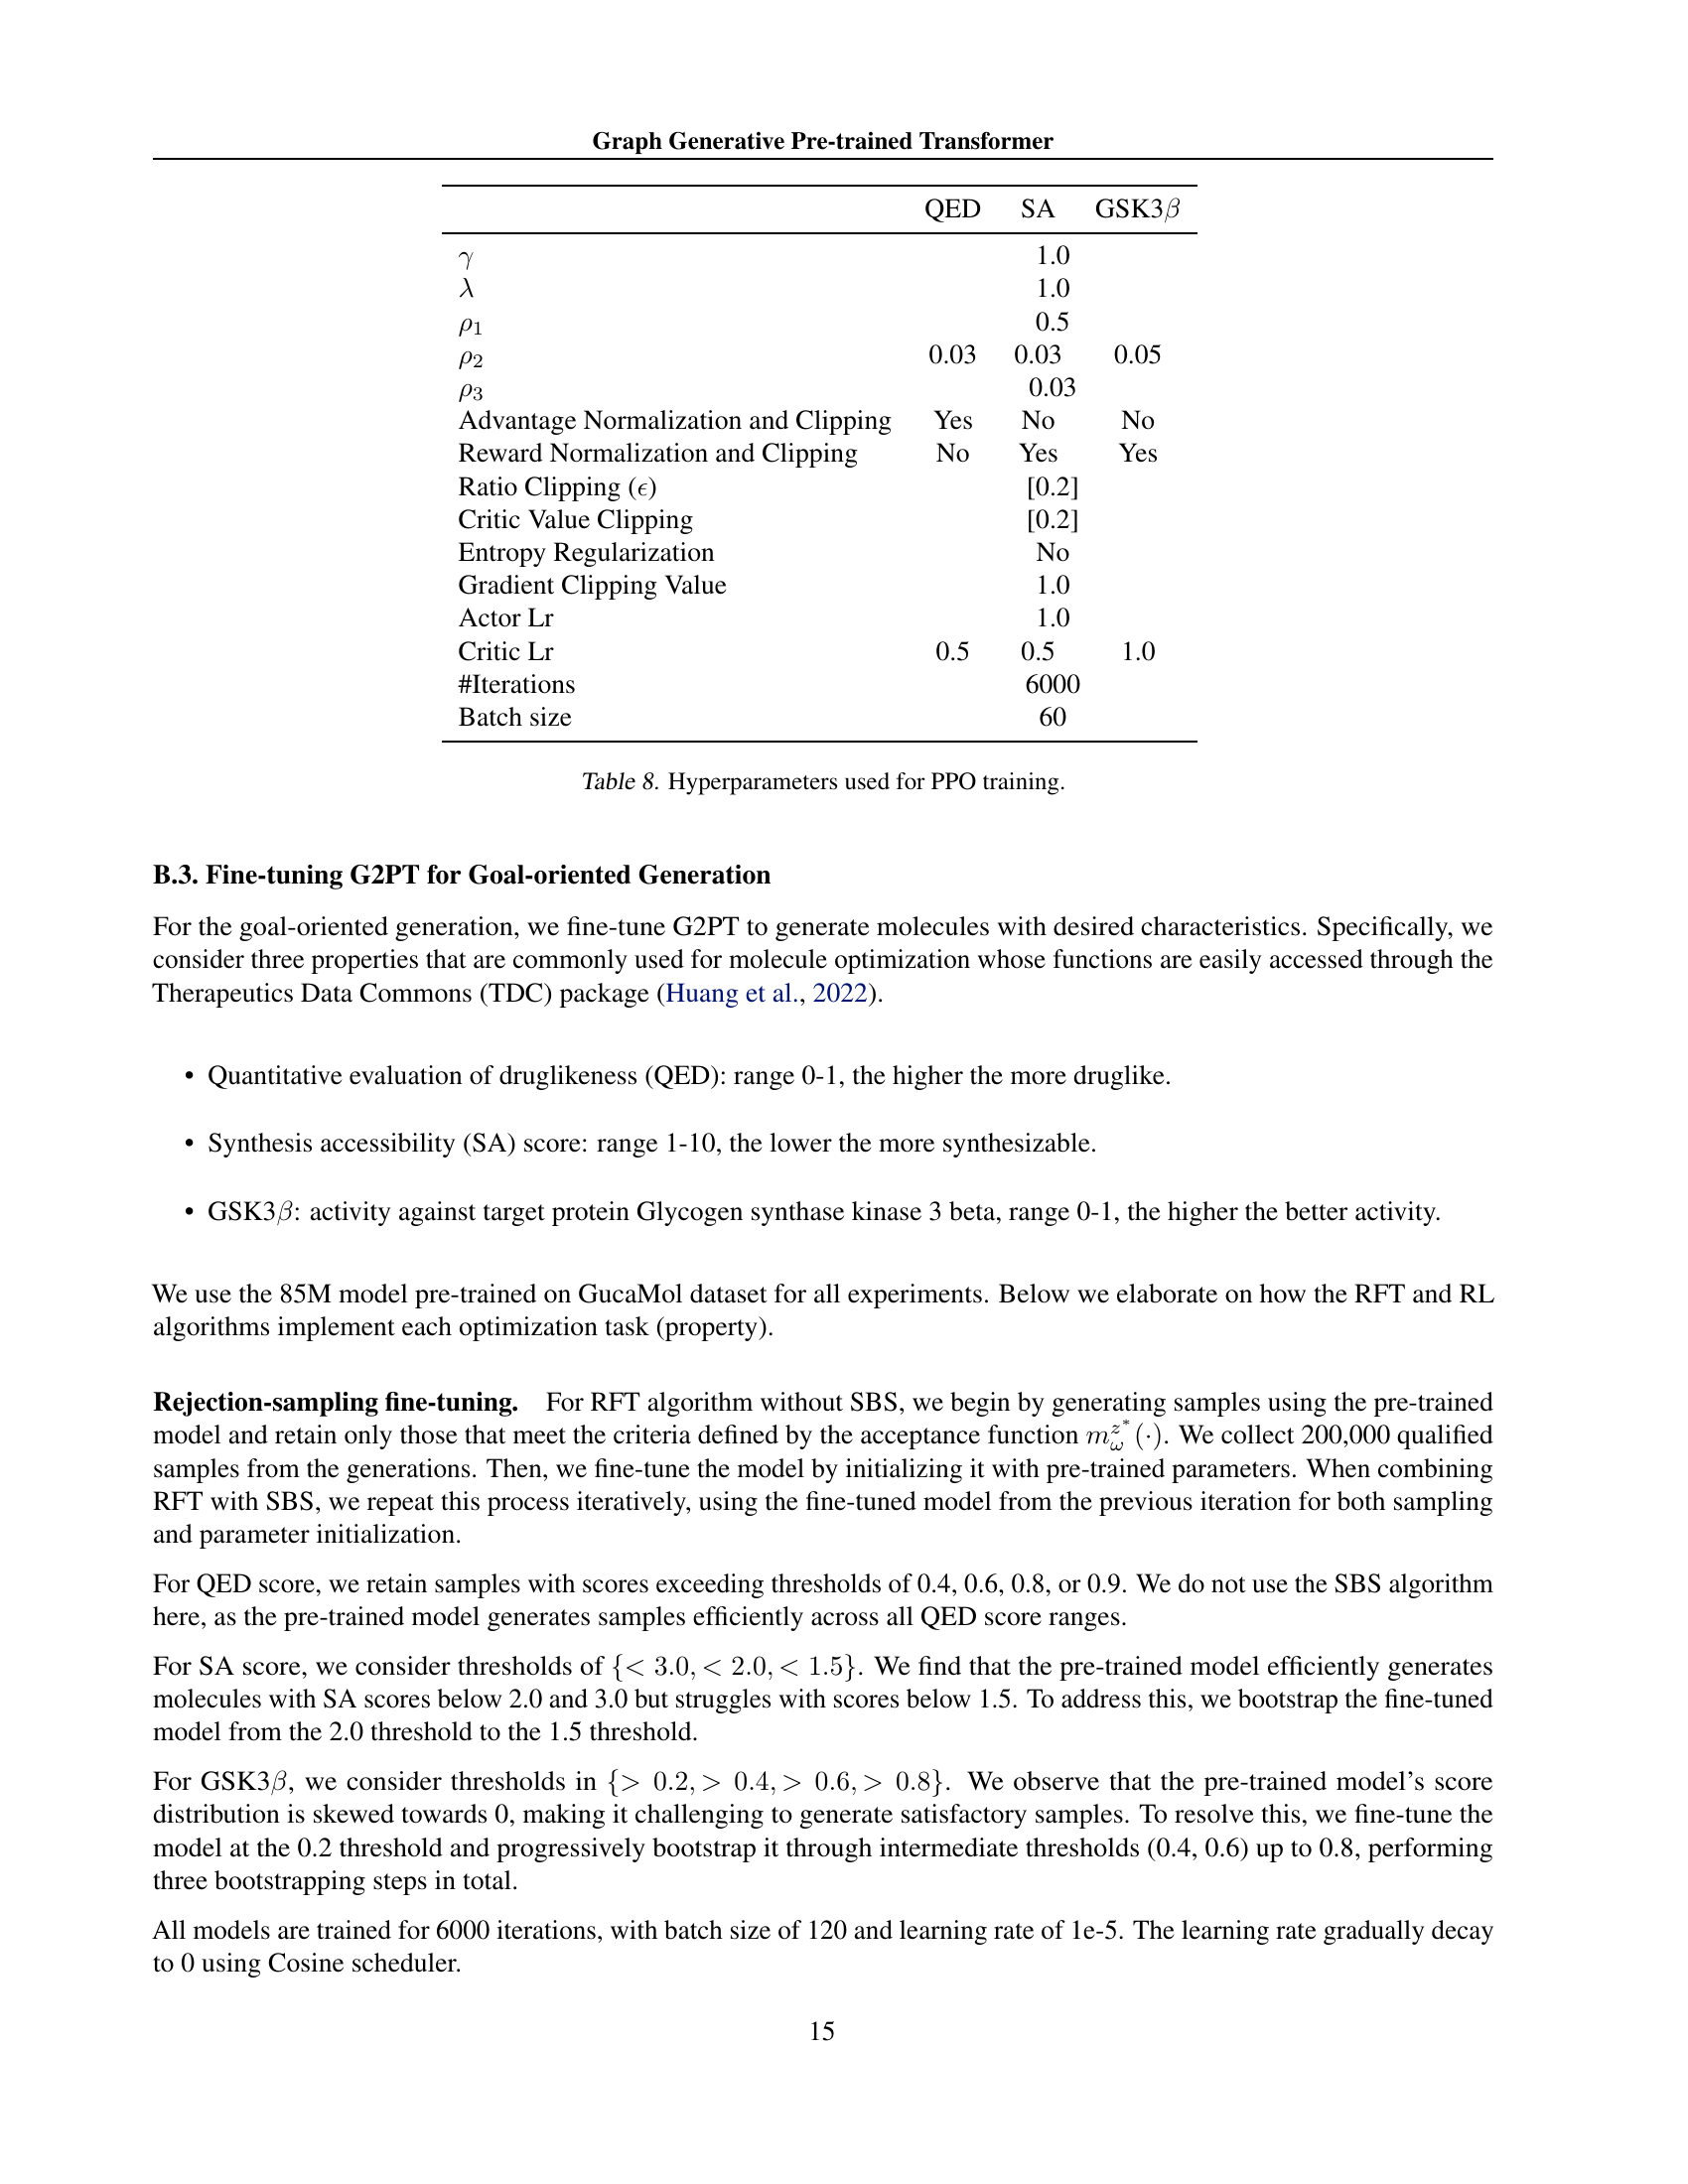 Graph Generative Pre-trained Transformer
QED SA GSK3β
γ 1.0
λ 1.0
ρ1 0.5
ρ2 0.03 0.03 0.05
ρ3 0.03
Advantage Normalization and Clipping Yes No No
Reward Normalization and Clipping No Yes Yes
Ratio Clipping (ϵ) [0.2]
Critic Value Clipping [0.2]
Entropy Regularization No
Gradient Clipping Value 1.0
Actor Lr 1.0
Critic Lr 0.5 0.5 1.0
#Iterations 6000
Batch size 60
Table 8. Hyperparameters used for PPO training.
B.3. Fine-tuning G2PT for Goal-oriented Generation
For the goal-oriented generation, we fine-tune G2PT to generate molecules with desired characteristics. Specifically, we
consider three properties that are commonly used for molecule optimization whose functions are easily accessed through the
Therapeutics Data Commons (TDC) package (Huang et al., 2022).
• Quantitative evaluation of druglikeness (QED): range 0-1, the higher the more druglike.
• Synthesis accessibility (SA) score: range 1-10, the lower the more synthesizable.
• GSK3β: activity against target protein Glycogen synthase kinase 3 beta, range 0-1, the higher the better activity.
We use the 85M model pre-trained on GucaMol dataset for all experiments. Below we elaborate on how the RFT and RL
algorithms implement each optimization task (property).
Rejection-sampling fine-tuning. For RFT algorithm without SBS, we begin by generating samples using the pre-trained
model and retain only those that meet the criteria defined by the acceptance function m_ω^{z*}(·). We collect 200,000 qualified
samples from the generations. Then, we fine-tune the model by initializing it with pre-trained parameters. When combining
RFT with SBS, we repeat this process iteratively, using the fine-tuned model from the previous iteration for both sampling
and parameter initialization.
For QED score, we retain samples with scores exceeding thresholds of 0.4, 0.6, 0.8, or 0.9. We do not use the SBS algorithm
here, as the pre-trained model generates samples efficiently across all QED score ranges.
For SA score, we consider thresholds of {< 3.0, < 2.0, < 1.5}. We find that the pre-trained model efficiently generates
molecules with SA scores below 2.0 and 3.0 but struggles with scores below 1.5. To address this, we bootstrap the fine-tuned
model from the 2.0 threshold to the 1.5 threshold.
For GSK3β, we consider thresholds in {> 0.2, > 0.4, > 0.6, > 0.8}. We observe that the pre-trained model's score
distribution is skewed towards 0, making it challenging to generate satisfactory samples. To resolve this, we fine-tune the
model at the 0.2 threshold and progressively bootstrap it through intermediate thresholds (0.4, 0.6) up to 0.8, performing
three bootstrapping steps in total.
All models are trained for 6000 iterations, with batch size of 120 and learning rate of 1e-5. The learning rate gradually decay
to 0 using Cosine scheduler.
15